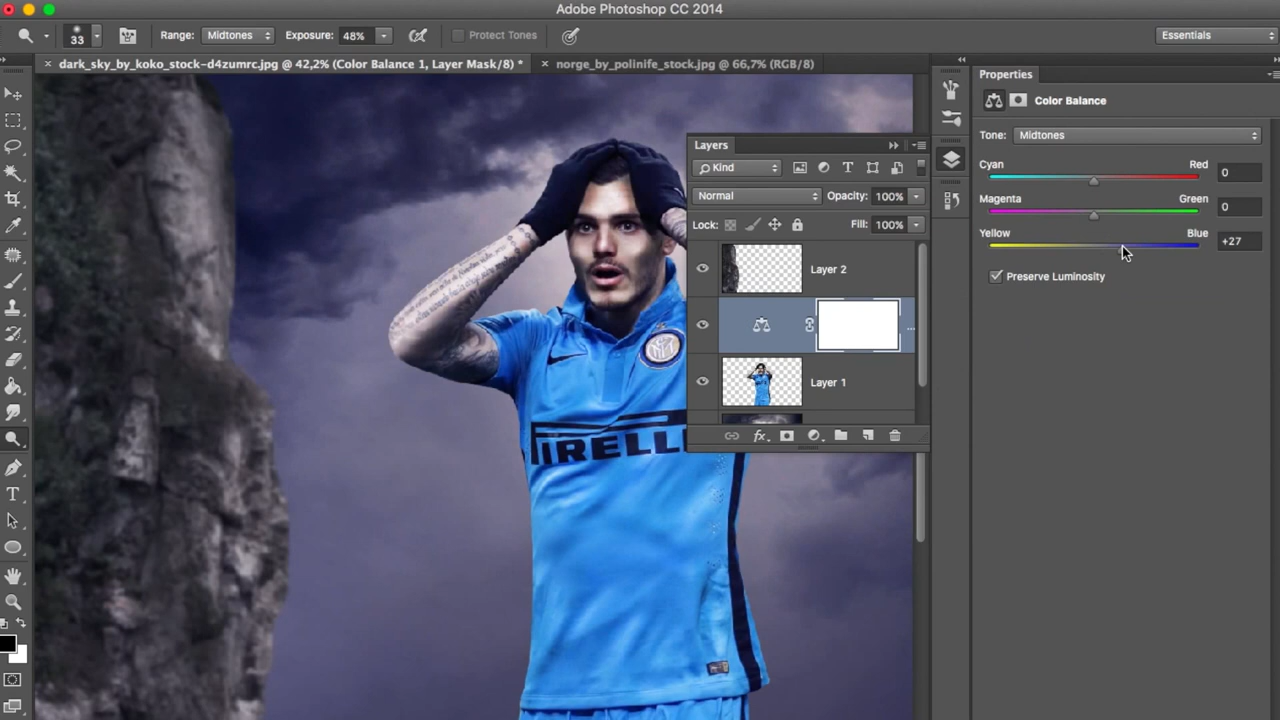 Adobe Photoshop CC 2014
33 Range: Midtones Exposure: 48% Protect Tones Essentials
× dark_sky_by_koko_stock-d4zumrc.jpg @ 42,2% (Color Balance 1, Layer Mask/8) * × norge_by_polinife_stock.jpg @ 66,7% (RGB/8)
Properties
Color Balance
Tone: Midtones
Cyan Red 0
Magenta Green 0
Yellow Blue +27
Preserve Luminosity
Layers
Kind T
Normal Opacity: 100%
Lock: Fill: 100%
Layer 2
...
Layer 1
fx.
T
IRELL